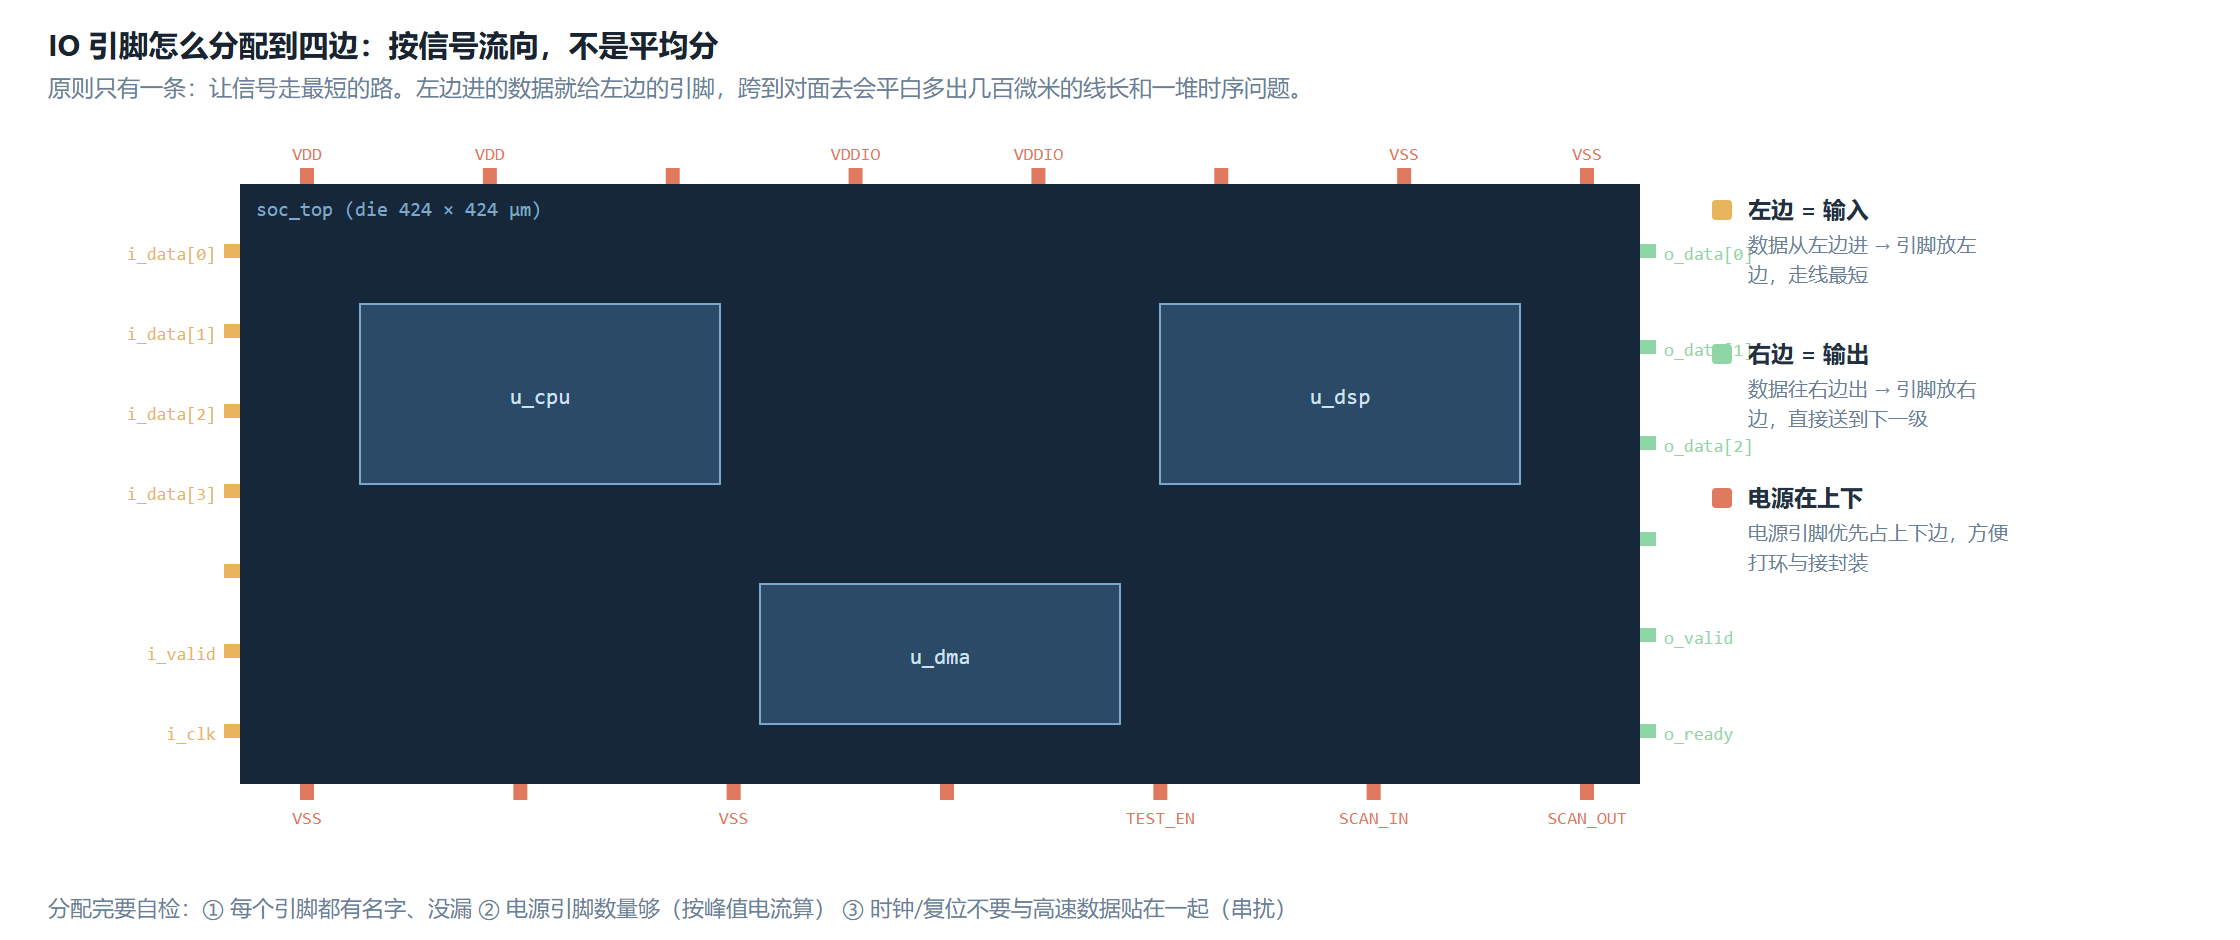 IO 引脚怎么分配到四边：按信号流向，不是平均分
原则只有一条：让信号走最短的路。左边进的数据就给左边的引脚，跨到对面去会平白多出几百微米的线长和一堆时序问题。
VDD
VDD
VDDIO
VDDIO
VSS
VSS
soc_top (die 424 × 424 μm)
i_data[0]
i_data[1]
i_data[2]
i_data[3]
i_valid
i_clk
u_cpu
u_dsp
u_dma
o_data[0]
o_data[1]
o_data[2]
o_valid
o_ready
VSS
VSS
TEST_EN
SCAN_IN
SCAN_OUT
左边 = 输入
数据从左边进 → 引脚放左
边，走线最短
右边 = 输出
数据往右边出 → 引脚放右
边，直接送到下一级
电源在上下
电源引脚优先占上下边，方便
打环与接封装
分配完要自检：① 每个引脚都有名字、没漏 ② 电源引脚数量够（按峰值电流算） ③ 时钟/复位不要与高速数据贴在一起（串扰）